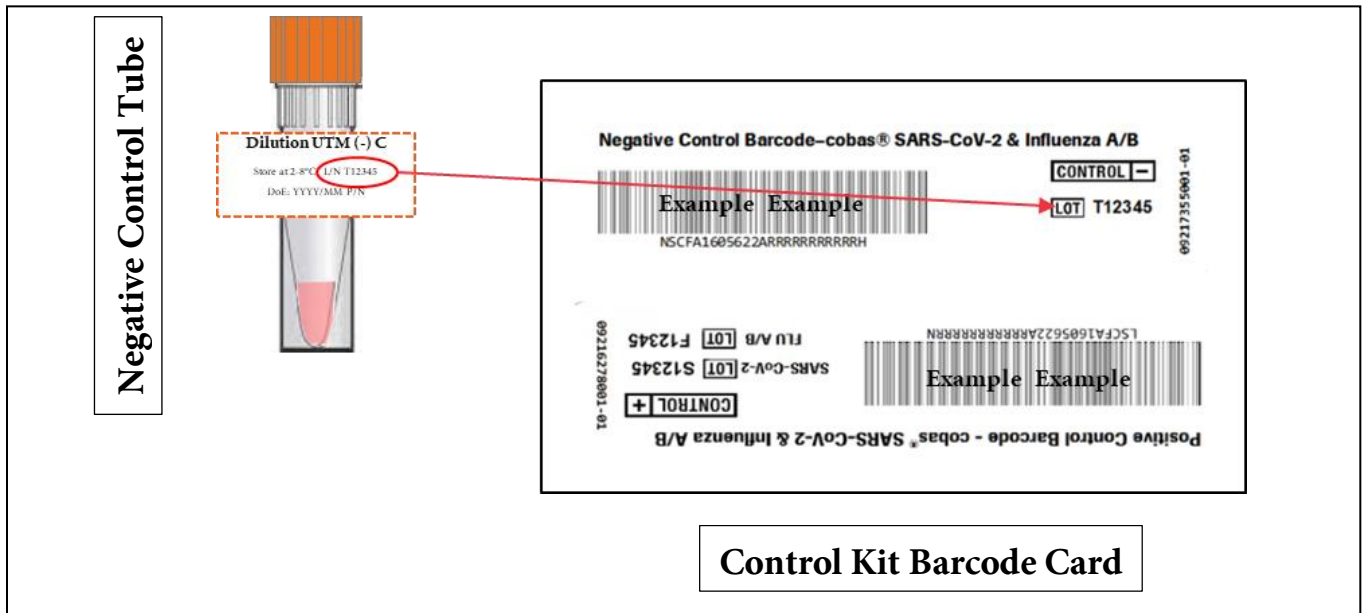 Negative Control Tube
Dilution UTM (-) C
Store at 2-8°C L/N T12345
DoE: YYYY/MM P/N
Negative Control Barcode-cobas® SARS-CoV-2 & Influenza A/B
CONTROL -
Example Example
LOT T12345
NSCFA1605622ARRRRRRRRRRRH
09217355001-01
Positive Control Barcode - cobas® SARS-CoV-2 & Influenza A/B
CONTROL +
SARS-CoV-2 LOT S12345
FLU A/B LOT F12345
Example Example
09216278001-01
Control Kit Barcode Card